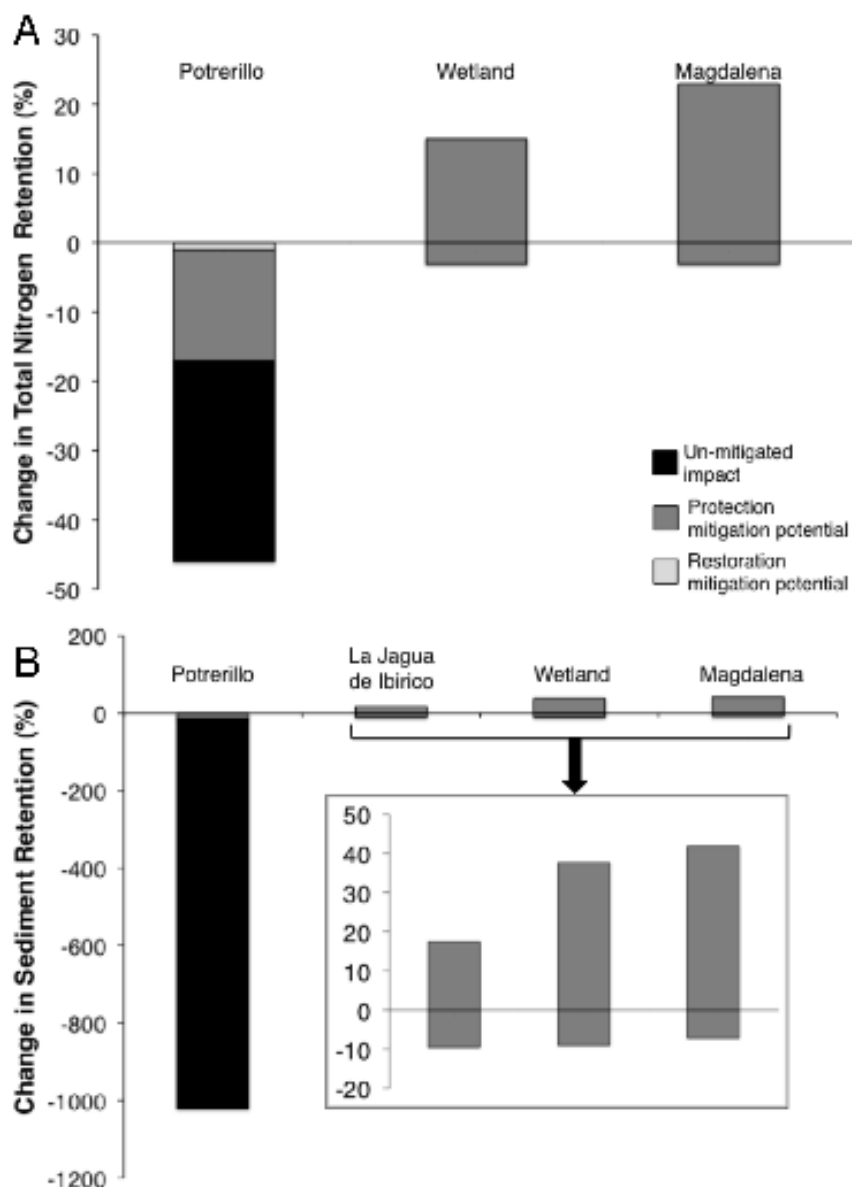 A
Change in Total Nitrogen Retention (%)
30
20
10
0
-10
-20
-30
-40
-50
Potrerillo
Wetland
Magdalena
Un-mitigated
impact
Protection
mitigation potential
Restoration
mitigation potential
B
Change in Sediment Retention (%)
200
0
-200
-400
-600
-800
-1000
-1200
Potrerillo
La Jagua
de Ibirico
Wetland
Magdalena
50
40
30
20
10
0
-10
-20